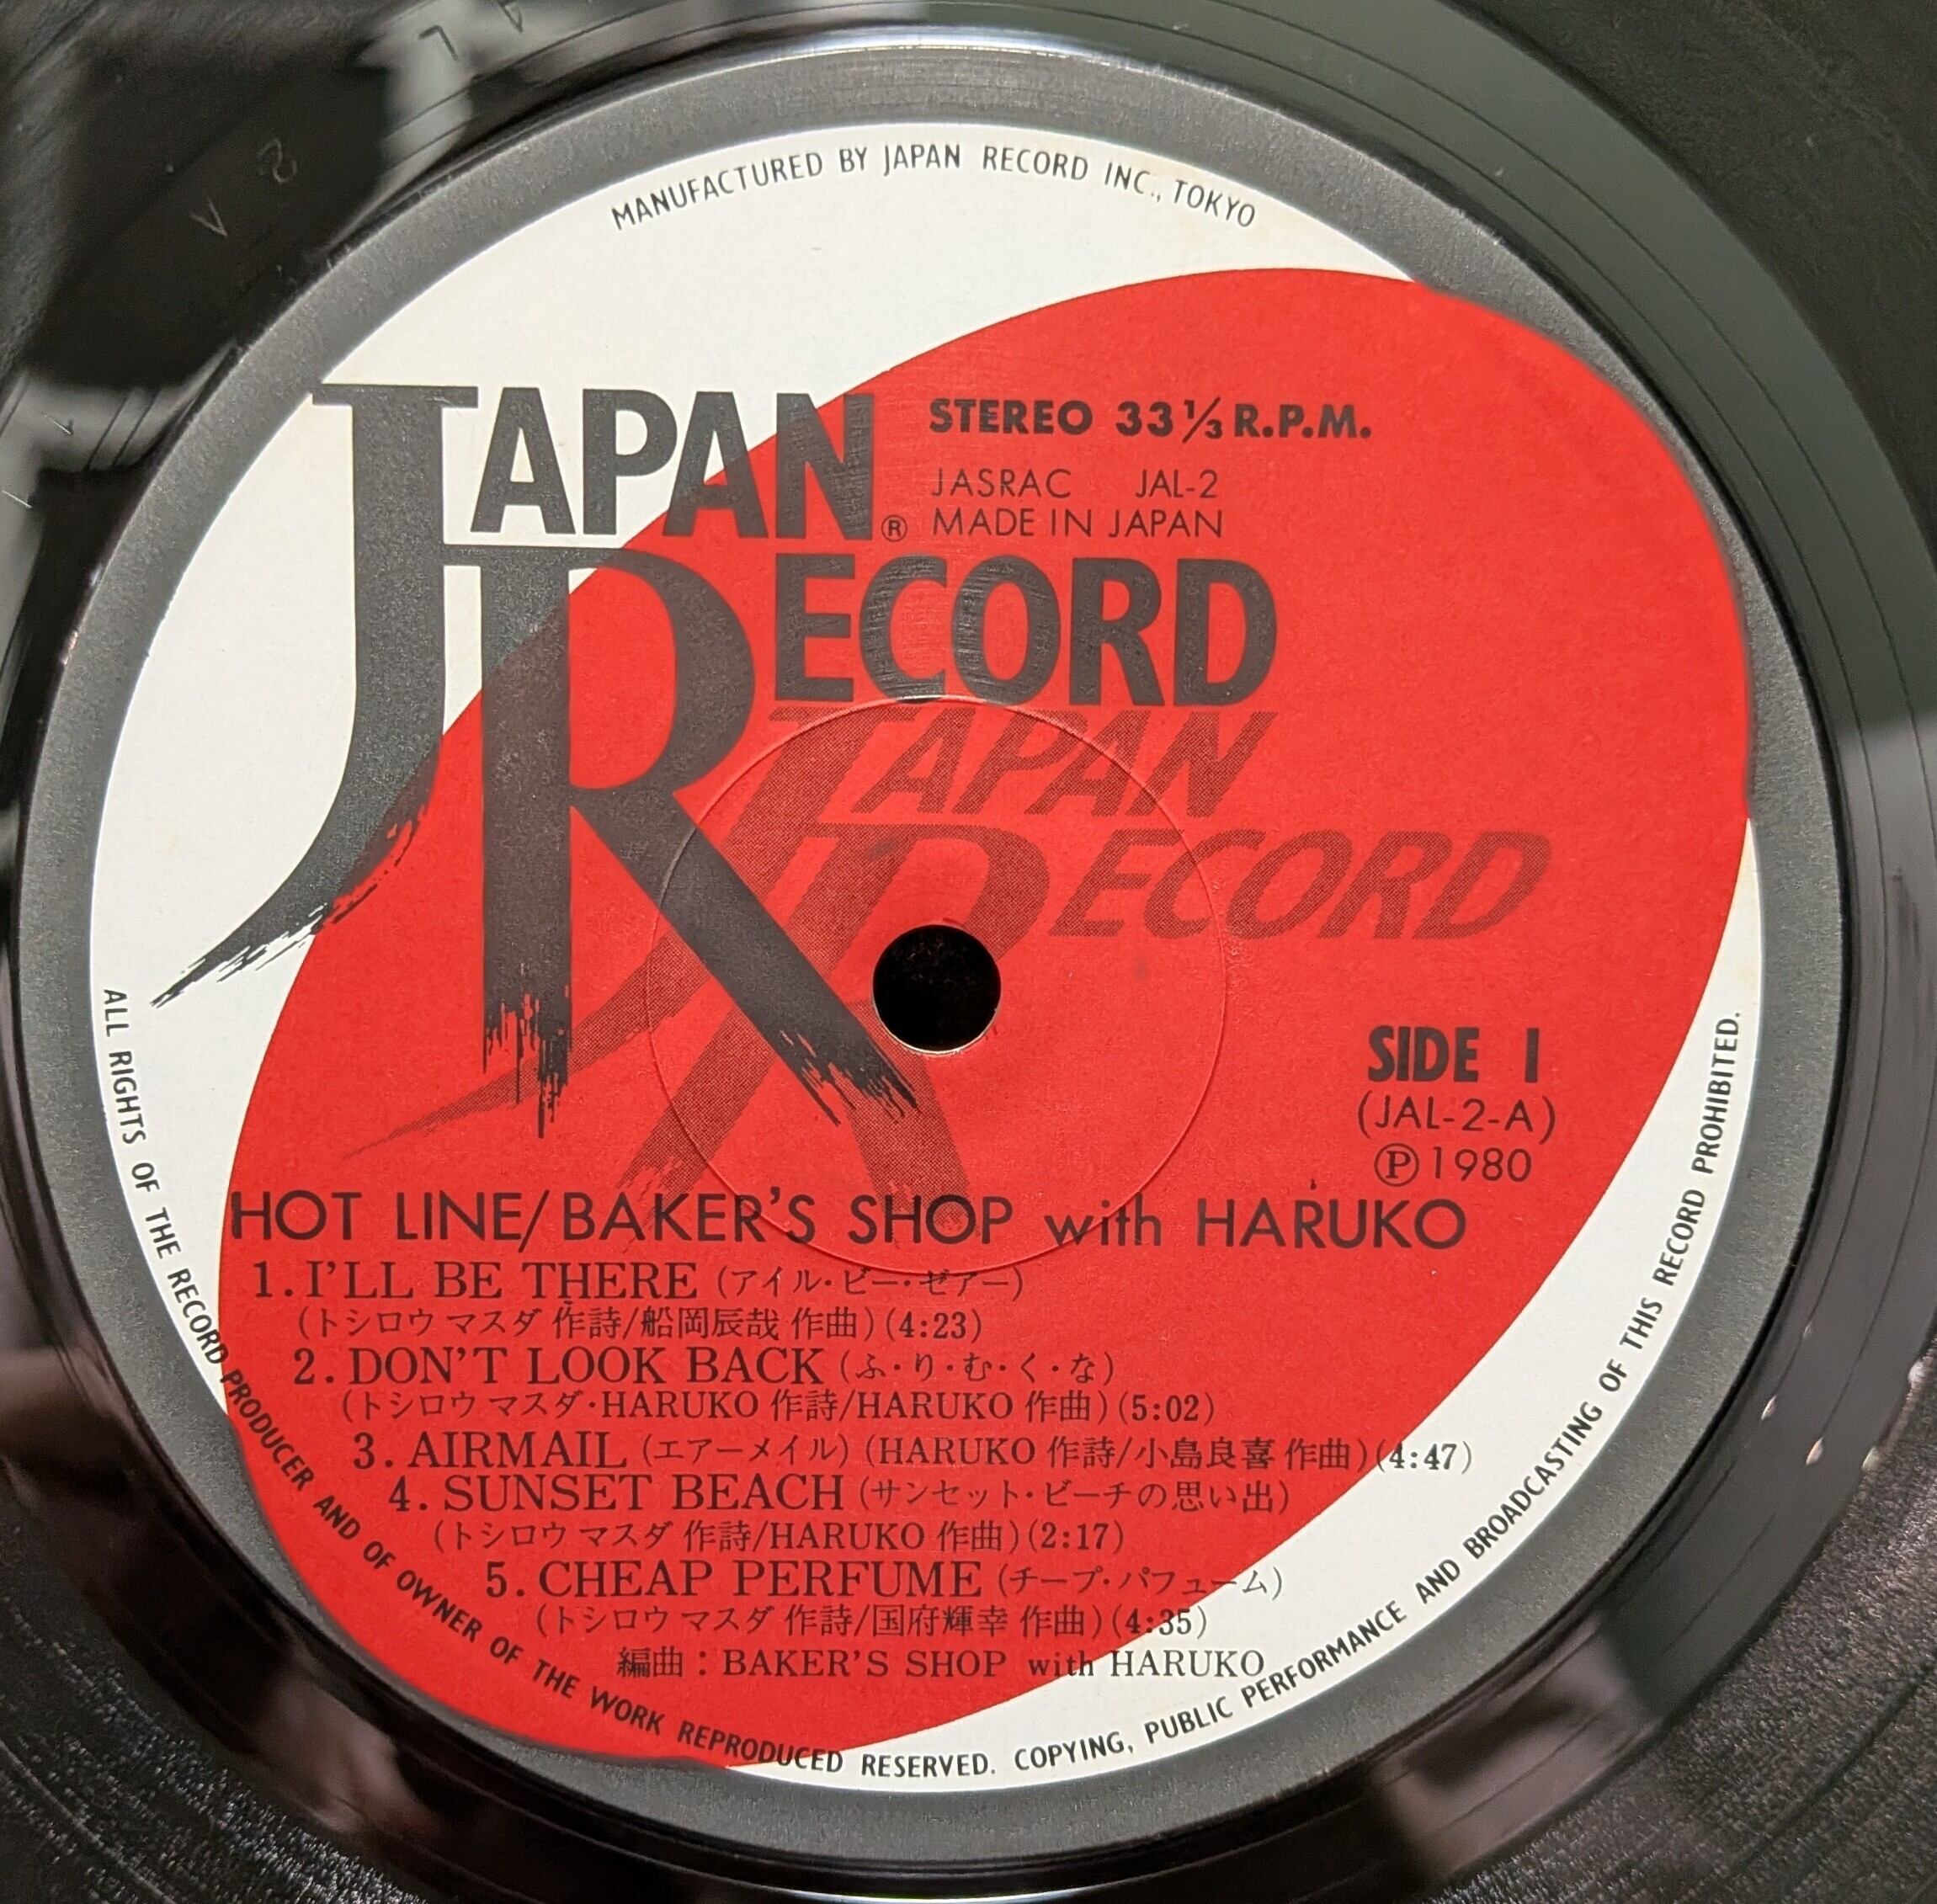 MANUFACTURED BY JAPAN RECORD INC., TOKYO
JAPAN®
RECORD
STEREO 33⅓ R.P.M.
JASRAC JAL-2
MADE IN JAPAN
JAPAN
RECORD
SIDE 1
(JAL-2-A)
Ⓟ1980
HOT LINE/BAKER'S SHOP with HARUKO
1. I'LL BE THERE (アイル・ビー・ゼアー)
(トシロウ マスダ 作詩/船岡辰哉 作曲) (4:23)
2. DON'T LOOK BACK (ふ・り・む・く・な)
(トシロウ マスダ・HARUKO 作詩/HARUKO 作曲) (5:02)
3. AIRMAIL (エアーメイル) (HARUKO 作詩/小島良喜 作曲) (4:47)
4. SUNSET BEACH (サンセット・ビーチの思い出)
(トシロウ マスダ 作詩/HARUKO 作曲) (2:17)
5. CHEAP PERFUME (チープ・パフューム)
(トシロウ マスダ 作詩/国府輝幸 作曲) (4:35)
編曲：BAKER'S SHOP with HARUKO
ALL RIGHTS OF THE RECORD PRODUCER AND OF OWNER OF THE WORK REPRODUCED RESERVED. COPYING, PUBLIC PERFORMANCE AND BROADCASTING OF THIS RECORD PROHIBITED.